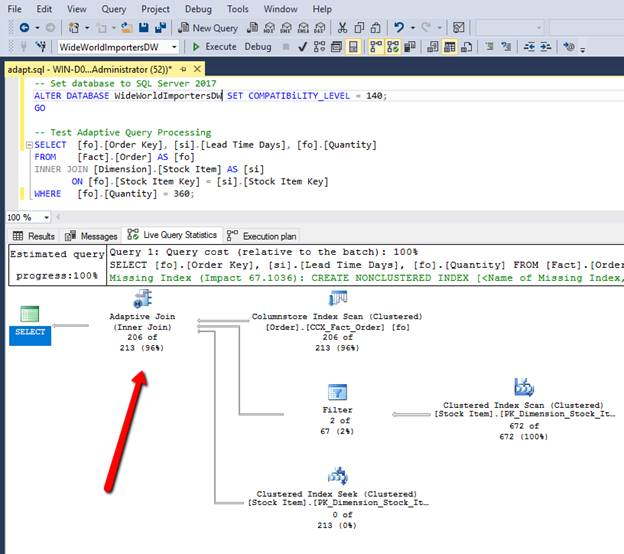 File Edit View Query Project Debug Tools Window Help
New Query
WideWorldImportersDW Execute Debug
adapt.sql - WIN-D0...Administrator (52))*
-- Set database to SQL Server 2017
ALTER DATABASE WideWorldImportersDW SET COMPATIBiLITY_LEVEL = 140;
GO
-- Test Adaptive Query Processing
SELECT [fo].[Order Key], [si].[Lead Time Days], [fo].[Quantity]
FROM [Fact].[Order] AS [fo]
INNER JOIN [Dimension].[Stock Item] AS [si]
ON [fo].[Stock Item Key] = [si].[Stock Item Key]
WHERE [fo].[Quantity] = 360;
100 %
Results Messages Live Query Statistics Execution plan
Estimated query
progress:100%
Query 1: Query cost (relative to the batch): 100%
SELECT [fo].[Order Key], [si].[Lead Time Days], [fo].[Quantity] FROM [Fact].[Order
Missing Index (Impact 67.1036): CREATE NONCLUSTERED INDEX [<Name of Missing Index,
SELECT
Adaptive Join
(Inner Join)
206 of
213 (96%)
Columnstore Index Scan (Clustered)
[Order].[CCX_Fact_Order] [fo]
206 of
213 (96%)
Filter
2 of
67 (2%)
Clustered Index Scan (Clustered)
[Stock Item].[PK_Dimension_Stock_It...
672 of
672 (100%)
Clustered Index Seek (Clustered)
[Stock Item].[PK_Dimension_Stock_It...
0 of
213 (0%)